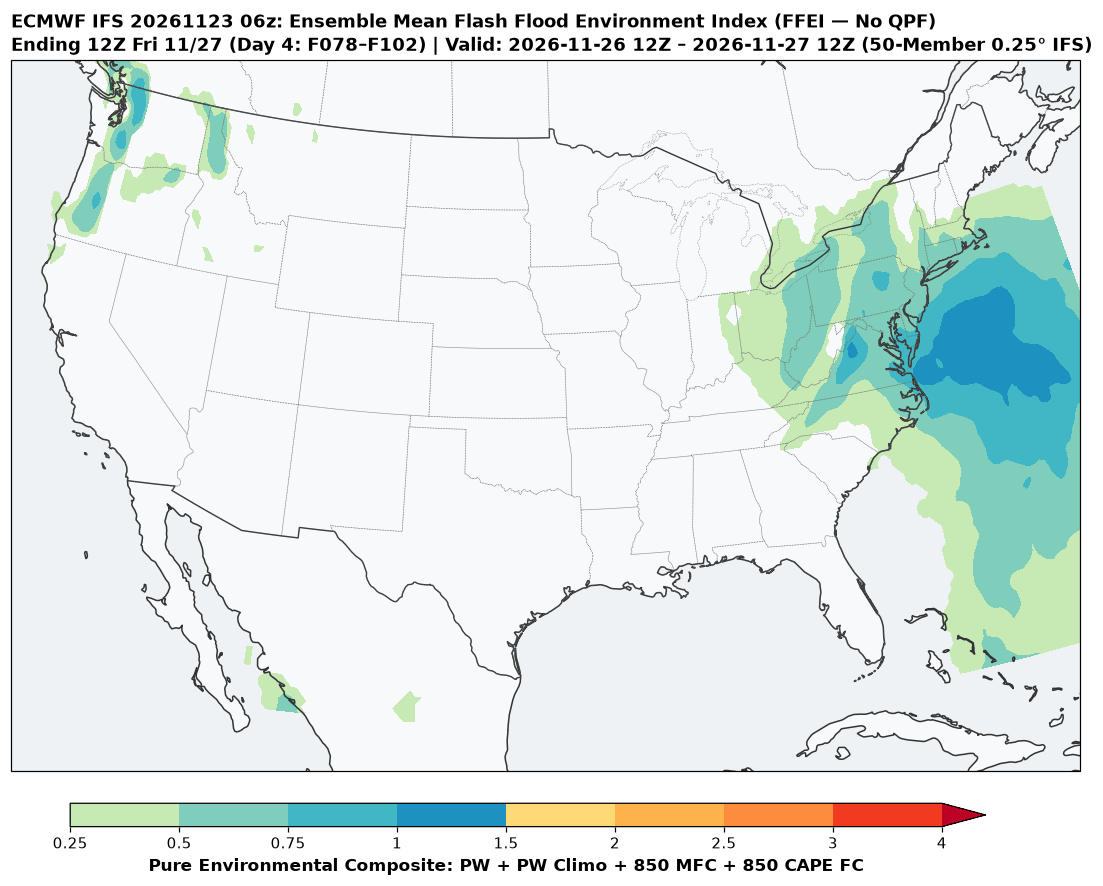 ECMWF IFS 20261123 06z: Ensemble Mean Flash Flood Environment Index (FFEI — No QPF)
Ending 12Z Fri 11/27 (Day 4: F078–F102) | Valid: 2026-11-26 12Z – 2026-11-27 12Z (50-Member 0.25° IFS)
0.25 0.5 0.75 1 1.5 2 2.5 3 4
Pure Environmental Composite: PW + PW Climo + 850 MFC + 850 CAPE FC